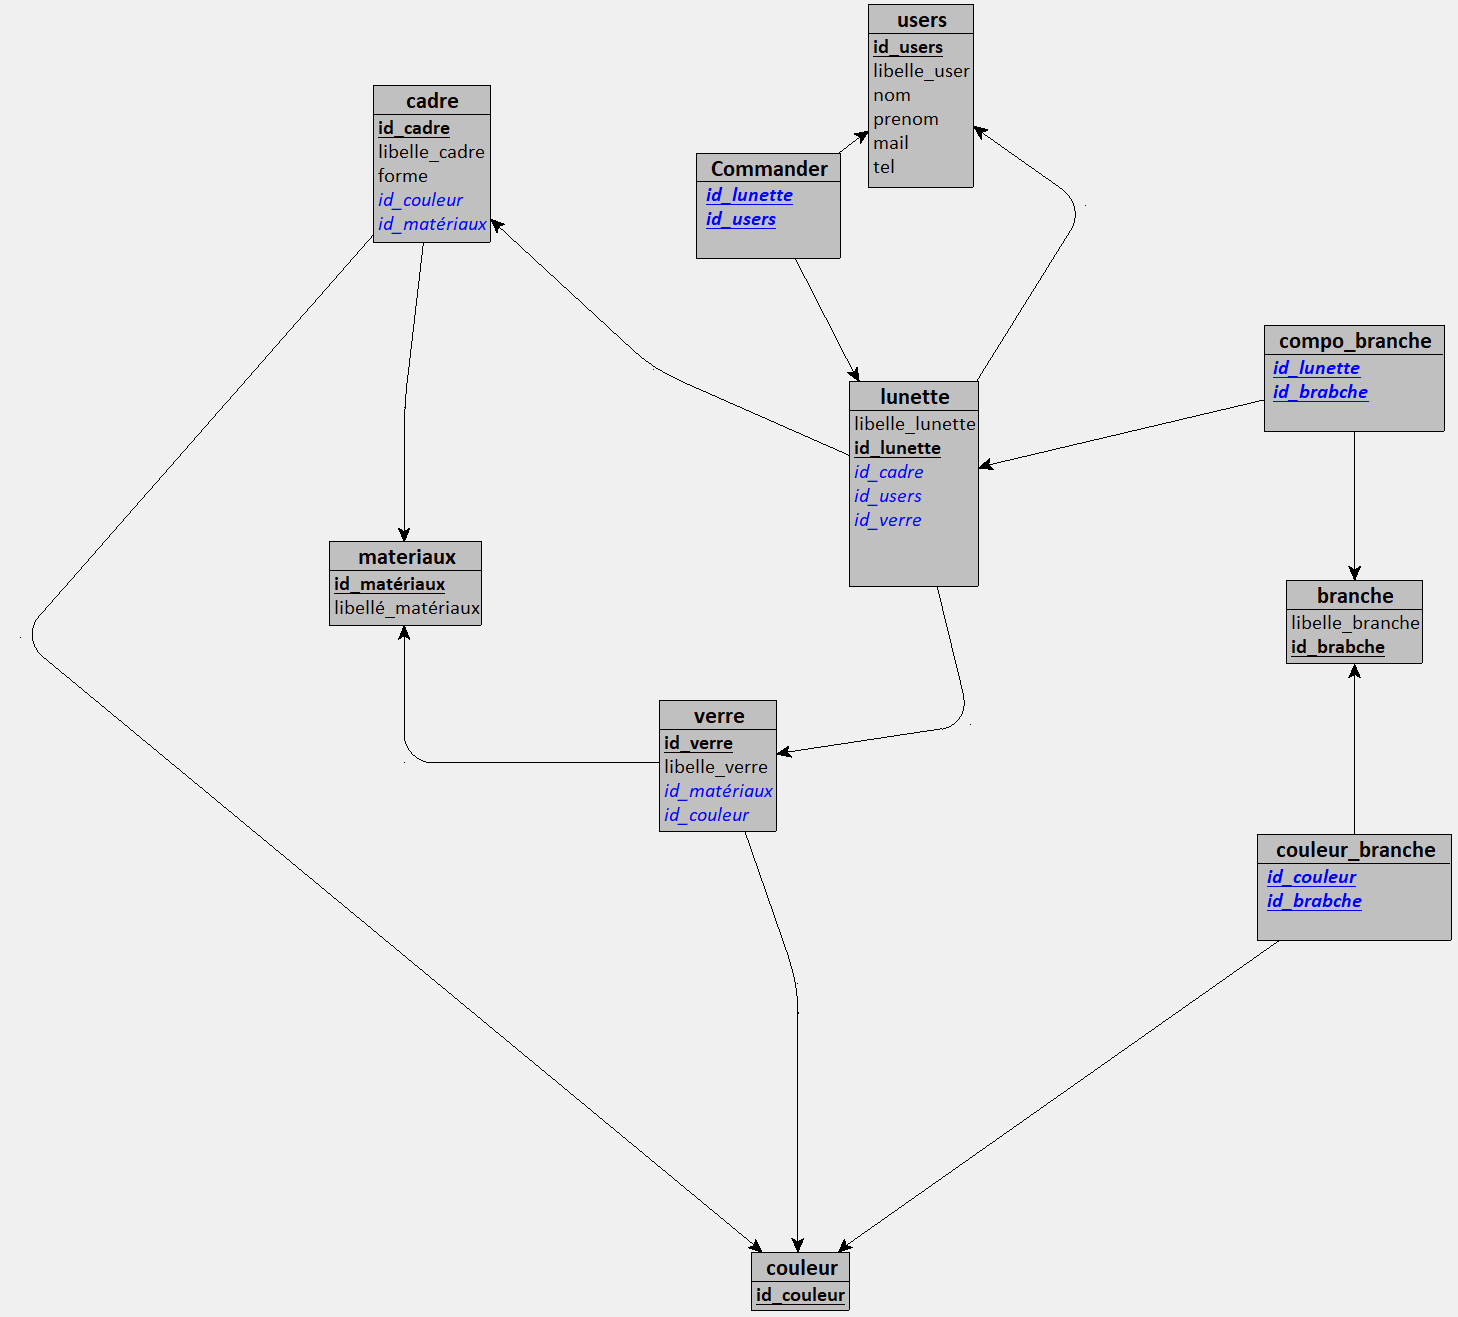 users
id_users
libelle_user
nom
prenom
mail
tel
cadre
id_cadre
libelle_cadre
forme
id_couleur
id_matériaux
Commander
id_lunette
id_users
compo_branche
id_lunette
id_brabche
lunette
libelle_lunette
id_lunette
id_cadre
id_users
id_verre
materiaux
id_matériaux
libellé_matériaux
branche
libelle_branche
id_brabche
verre
id_verre
libelle_verre
id_matériaux
id_couleur
couleur_branche
id_couleur
id_brabche
couleur
id_couleur